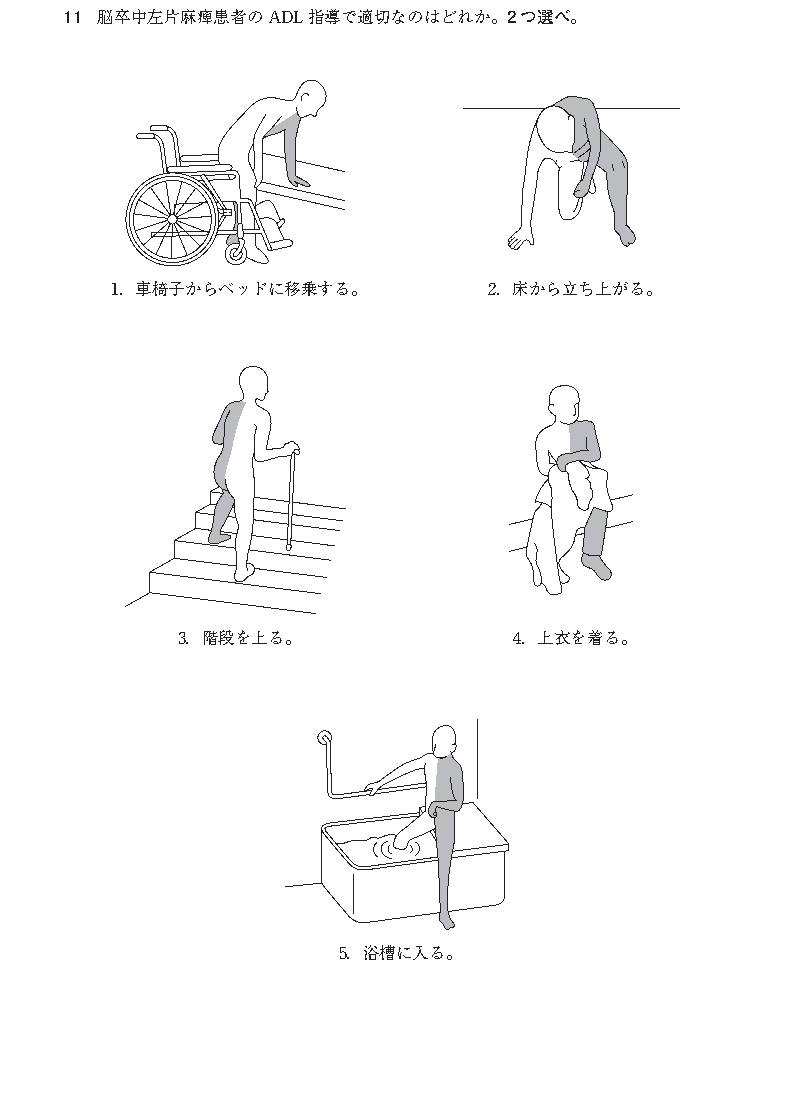 11 脳卒中左片麻痺患者の ADL 指導で適切なのはどれか。2つ選べ。
1. 車椅子からベッドに移乗する。
2. 床から立ち上がる。
3. 階段を上る。
4. 上衣を着る。
5. 浴槽に入る。